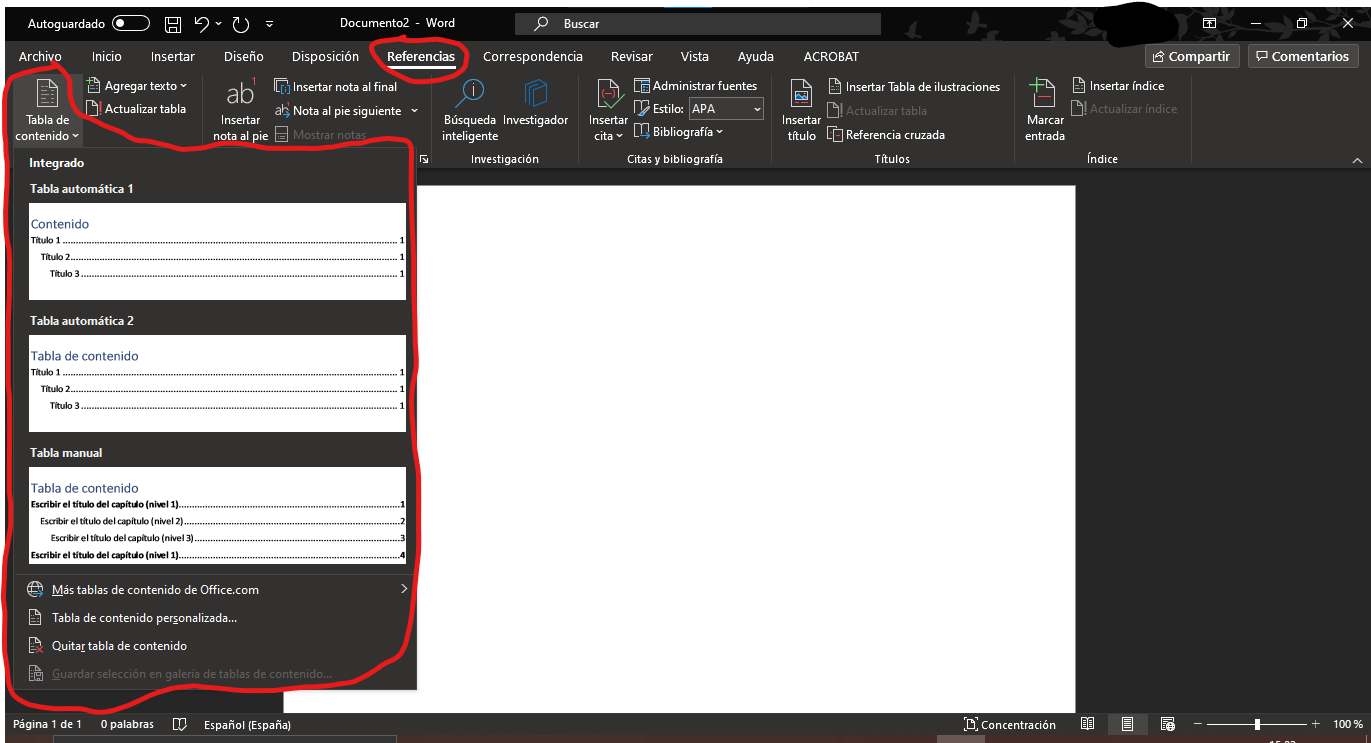 Autoguardado
Documento2 - Word
Buscar
Archivo Inicio Insertar Diseño Disposición Referencias Correspondencia Revisar Vista Ayuda ACROBAT
Compartir Comentarios
Tabla de contenido
Agregar texto
Actualizar tabla
ab1
Insertar nota al pie
Insertar nota al final
Nota al pie siguiente
Mostrar notas
Búsqueda inteligente
Investigador
Investigación
Insertar cita
Administrar fuentes
Estilo: APA
Bibliografía
Citas y bibliografía
Insertar título
Insertar Tabla de ilustraciones
Actualizar tabla
Referencia cruzada
Títulos
Marcar entrada
Insertar índice
Actualizar índice
Índice
Integrado
Tabla automática 1
Contenido
Título 1 ........ 1
Título 2 ........ 1
Título 3 ........ 1
Tabla automática 2
Tabla de contenido
Título 1 ........ 1
Título 2 ........ 1
Título 3 ........ 1
Tabla manual
Tabla de contenido
Escribir el título del capítulo (nivel 1) ........ 1
Escribir el título del capítulo (nivel 2) ........ 2
Escribir el título del capítulo (nivel 3) ........ 3
Escribir el título del capítulo (nivel 1) ........ 4
Más tablas de contenido de Office.com
Tabla de contenido personalizada...
Quitar tabla de contenido
Guardar selección en galería de tablas de contenido...
Página 1 de 1 0 palabras Español (España)
Concentración
100 %